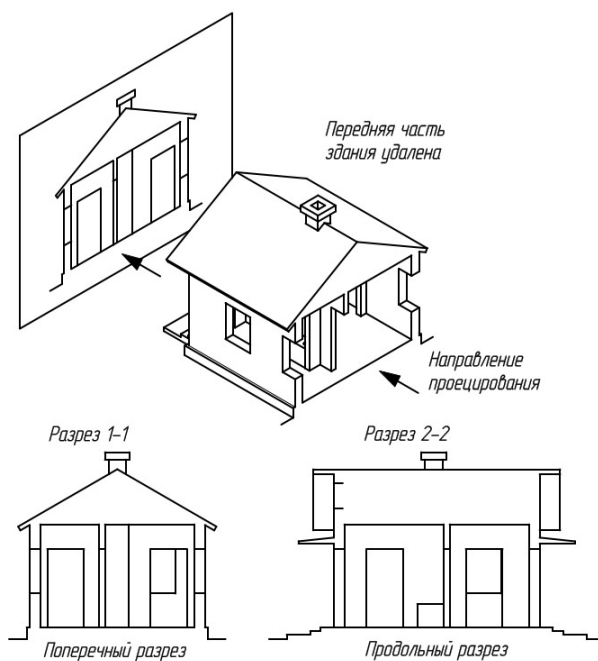 Передняя часть
здания удалена
Направление
проецирования
Разрез 1-1
Разрез 2-2
Поперечный разрез
Продольный разрез